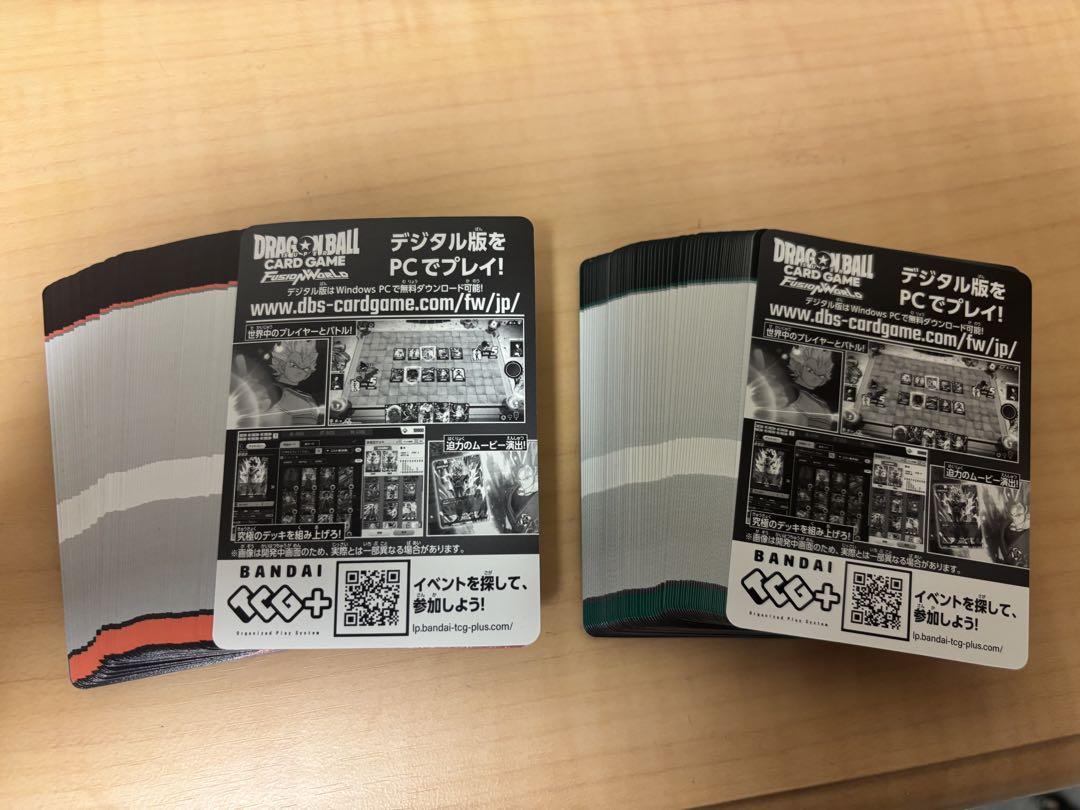 DRAGON BALL
CARD GAME
FUSION WORLD
デジタル版を
PCでプレイ!
デジタル版はWindows PCで無料ダウンロード可能!
www.dbs-cardgame.com/fw/jp/
世界中のプレイヤーとバトル!
迫力のムービー演出!
究極のデッキを組み上げろ!
※画像は開発中画面のため、実際とは一部異なる場合があります。
BANDAI
TCG+
Organized Play System
イベントを探して、
参加しよう!
lp.bandai-tcg-plus.com/
DRAGON BALL
CARD GAME
FUSION WORLD
デジタル版を
PCでプレイ!
デジタル版はWindows PCで無料ダウンロード可能!
www.dbs-cardgame.com/fw/jp/
世界中のプレイヤーとバトル!
迫力のムービー演出!
究極のデッキを組み上げろ!
※画像は開発中画面のため、実際とは一部異なる場合があります。
BANDAI
TCG+
Organized Play System
イベントを探して、
参加しよう!
lp.bandai-tcg-plus.com/